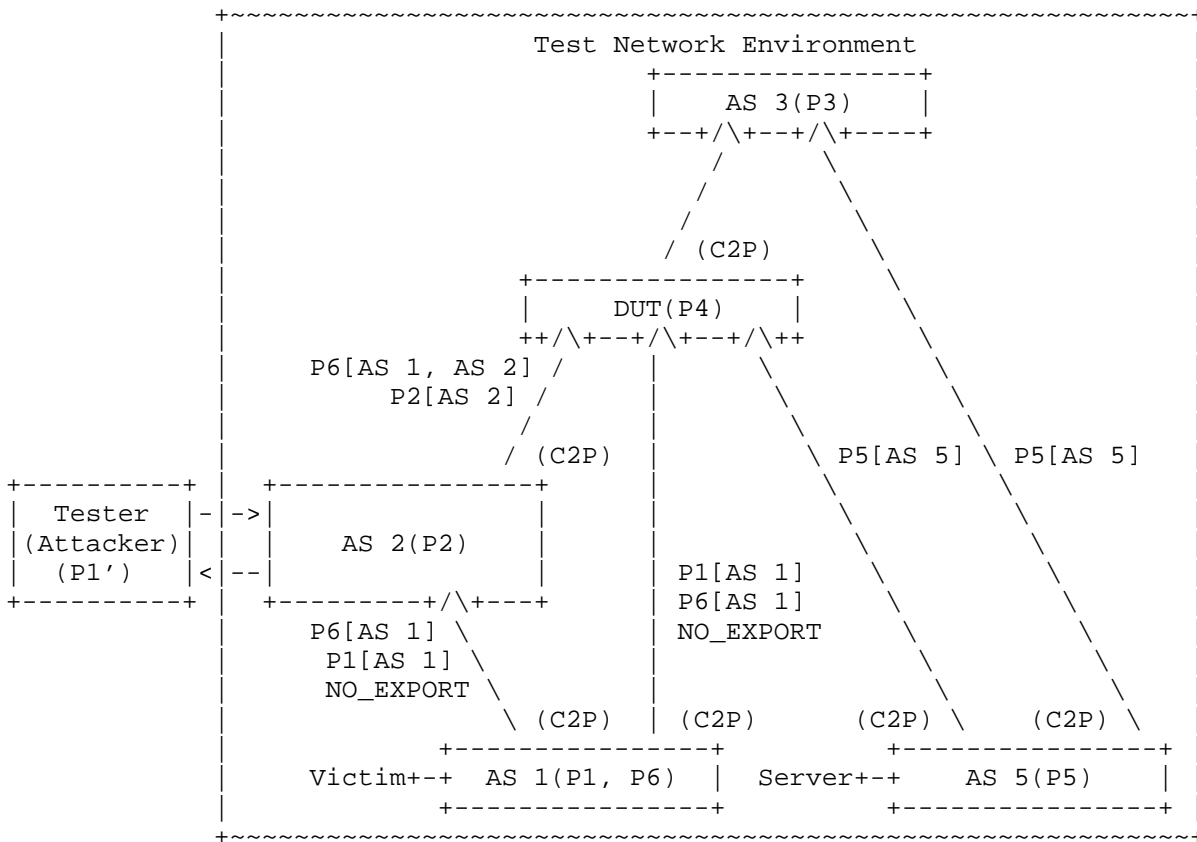 Test Network Environment
AS 3(P3)
(C2P)
DUT(P4)
P6[AS 1, AS 2]
P2[AS 2]
(C2P) P5[AS 5] P5[AS 5]
Tester
(Attacker) AS 2(P2)
(P1') P1[AS 1]
P6[AS 1]
P6[AS 1] NO_EXPORT
P1[AS 1]
NO_EXPORT
(C2P) (C2P) (C2P) (C2P)
Victim AS 1(P1, P6) Server AS 5(P5)